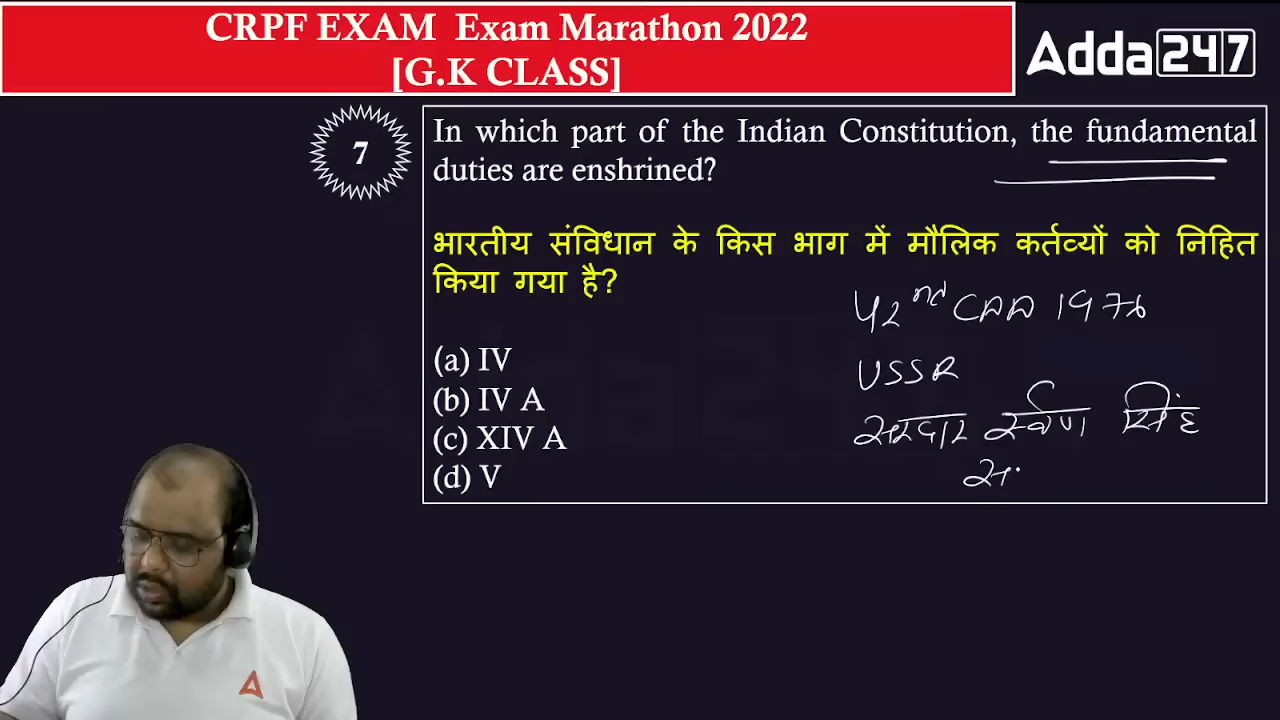 CRPF EXAM Exam Marathon 2022
[G.K CLASS]
Adda247
7
In which part of the Indian Constitution, the fundamental
duties are enshrined?
भारतीय संविधान के किस भाग में मौलिक कर्तव्यों को निहित
किया गया है?
42nd CAA 1976
(a) IV
USSR
(b) IV A
सरदार स्वर्ण सिंह
(c) XIV A
स.
(d) V